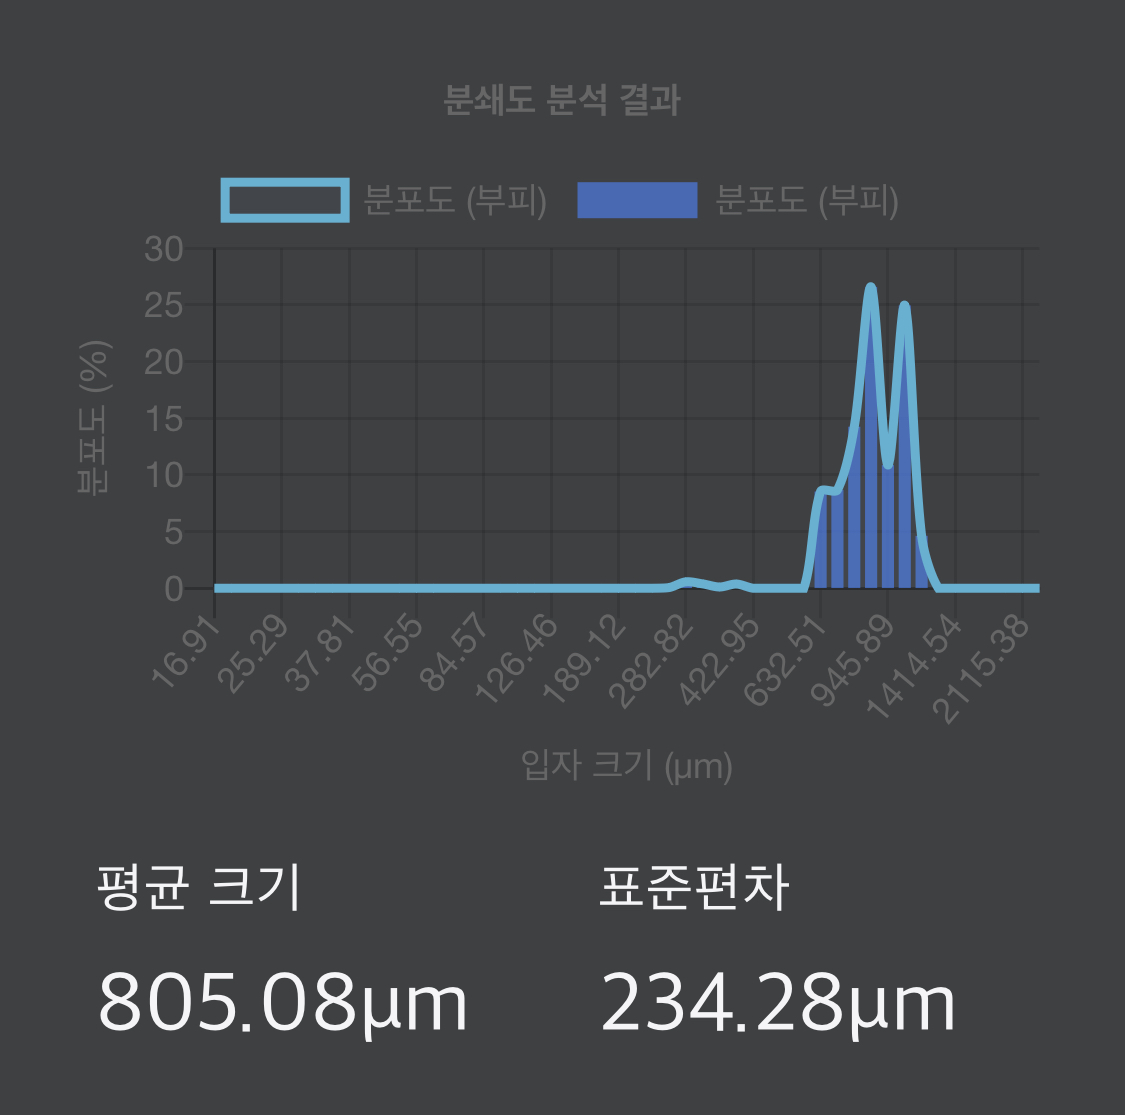 분쇄도 분석 결과
분포도 (부피) 분포도 (부피)
분포도 (%)
30
25
20
15
10
5
0
16.91 25.29 37.81 56.55 84.57 126.46 189.12 282.82 422.95 632.51 945.89 1414.54 2115.38
입자 크기 (μm)
평균 크기 표준편차
805.08μm 234.28μm